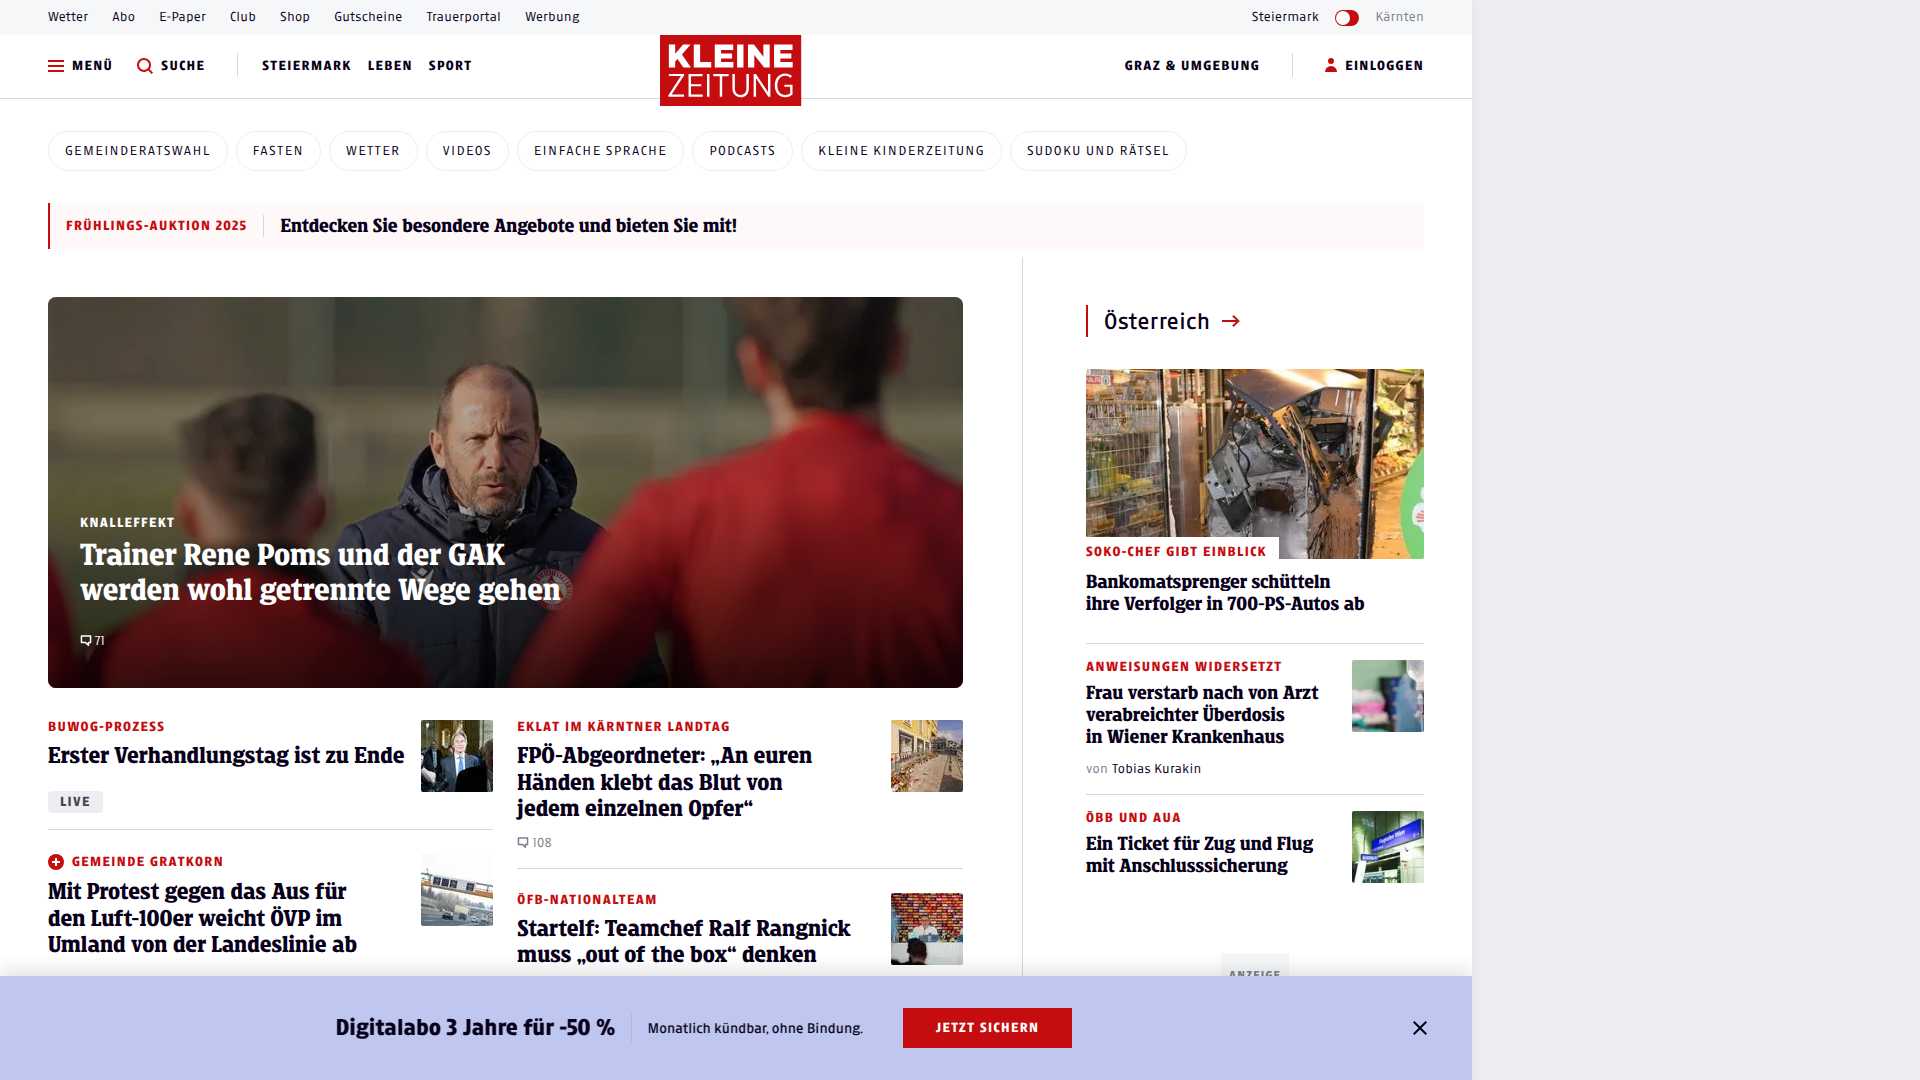 Wetter Abo E-Paper Club Shop Gutscheine Trauerportal Werbung Steiermark Kärnten
MENÜ SUCHE STEIERMARK LEBEN SPORT KLEINE ZEITUNG GRAZ & UMGEBUNG EINLOGGEN
GEMEINDERATSWAHL FASTEN WETTER VIDEOS EINFACHE SPRACHE PODCASTS KLEINE KINDERZEITUNG SUDOKU UND RÄTSEL
FRÜHLINGS-AUKTION 2025 Entdecken Sie besondere Angebote und bieten Sie mit!
KNALLEFFEKT
Trainer Rene Poms und der GAK
werden wohl getrennte Wege gehen
71
BUWOG-PROZESS
Erster Verhandlungstag ist zu Ende
LIVE
GEMEINDE GRATKORN
Mit Protest gegen das Aus für
den Luft-100er weicht ÖVP im
Umland von der Landeslinie ab
EKLAT IM KÄRNTNER LANDTAG
FPÖ-Abgeordneter: „An euren
Händen klebt das Blut von
jedem einzelnen Opfer“
108
ÖFB-NATIONALTEAM
Startelf: Teamchef Ralf Rangnick
muss „out of the box“ denken
Österreich
SOKO-CHEF GIBT EINBLICK
Bankomatsprenger schütteln
ihre Verfolger in 700-PS-Autos ab
ANWEISUNGEN WIDERSETZT
Frau verstarb nach von Arzt
verabreichter Überdosis
in Wiener Krankenhaus
von Tobias Kurakin
ÖBB UND AUA
Ein Ticket für Zug und Flug
mit Anschlusssicherung
ANZEIGE
Digitalabo 3 Jahre für -50 % Monatlich kündbar, ohne Bindung. JETZT SICHERN